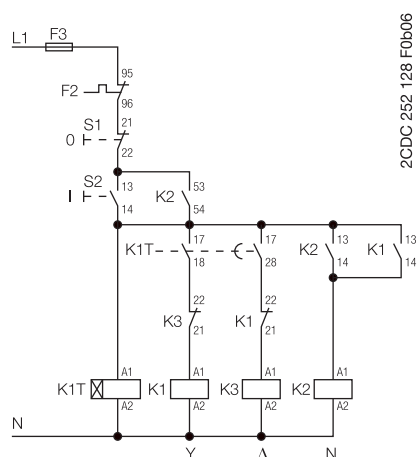 L1 F3
95
F2
96
S1 21
0
22
S2 13 53
I K2
14 54
17 17 13 13
K1T K2 K1
18 28 14 14
22 22
K3 K1
21 21
A1 A1 A1 A1
K1T K1 K3 K2
A2 A2 A2 A2
N
Y Δ N
2CDC 252 128 F0b06